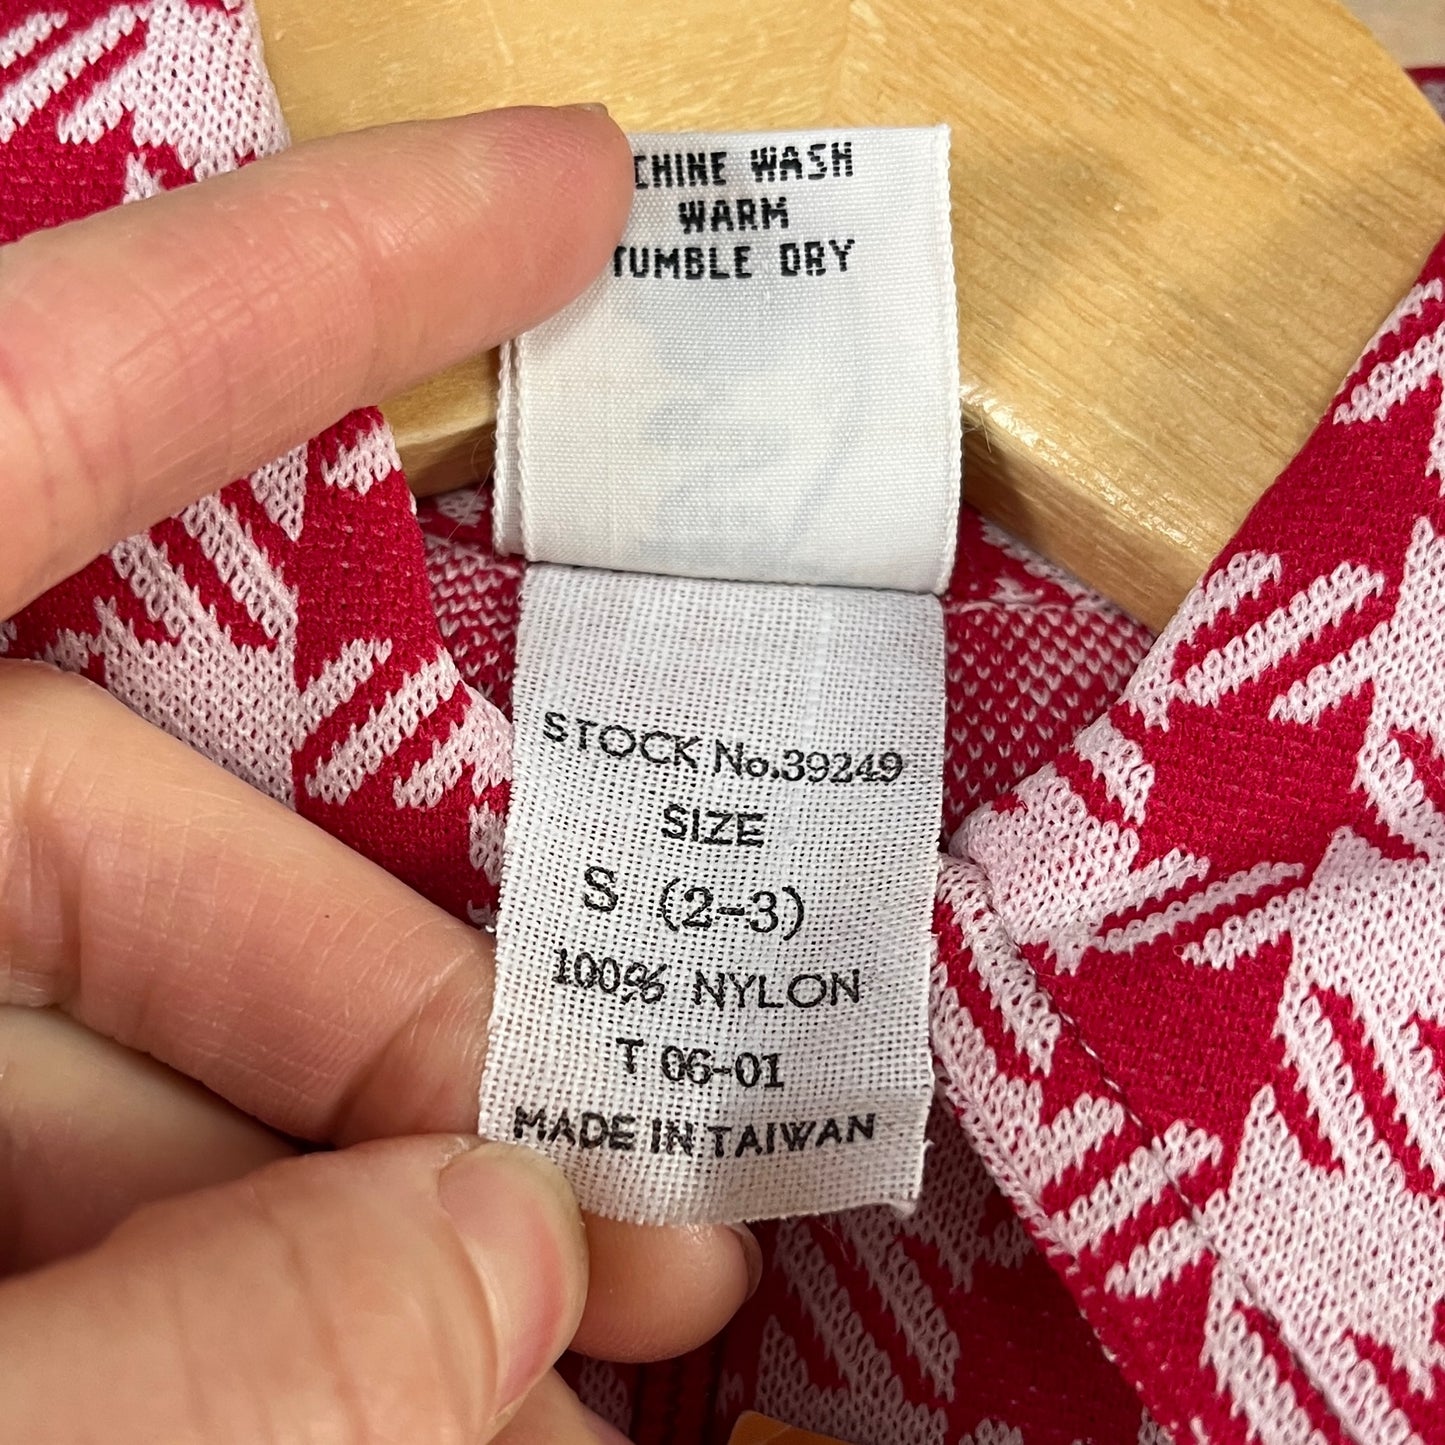 CHINE WASH
WARM
TUMBLE DRY
STOCK No.39249
SIZE
S (2-3)
100% NYLON
T 06-01
MADE IN TAIWAN